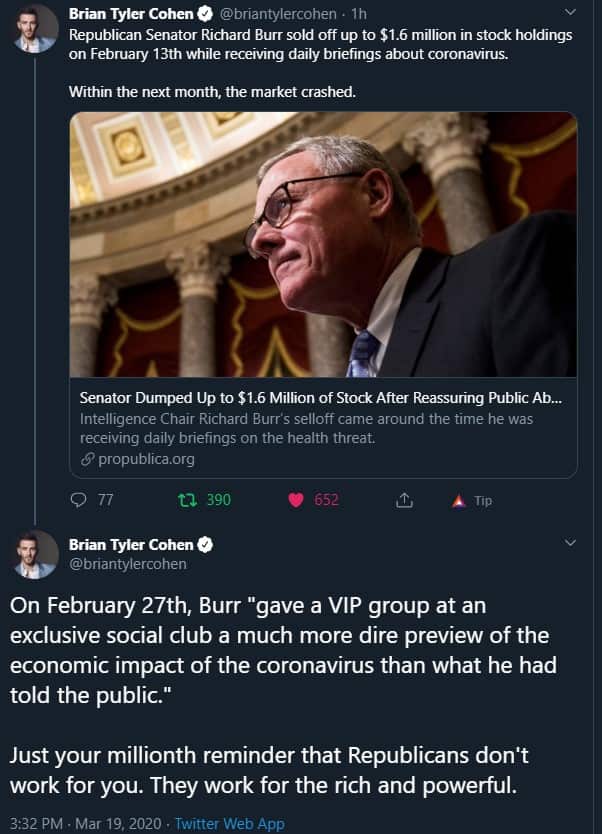 Brian Tyler Cohen @briantylercohen · 1h
Republican Senator Richard Burr sold off up to $1.6 million in stock holdings
on February 13th while receiving daily briefings about coronavirus.
Within the next month, the market crashed.
Senator Dumped Up to $1.6 Million of Stock After Reassuring Public Ab...
Intelligence Chair Richard Burr's selloff came around the time he was
receiving daily briefings on the health threat.
propublica.org
77 390 652 Tip
Brian Tyler Cohen
@briantylercohen
On February 27th, Burr "gave a VIP group at an
exclusive social club a much more dire preview of the
economic impact of the coronavirus than what he had
told the public."
Just your millionth reminder that Republicans don't
work for you. They work for the rich and powerful.
3:32 PM · Mar 19, 2020 · Twitter Web App